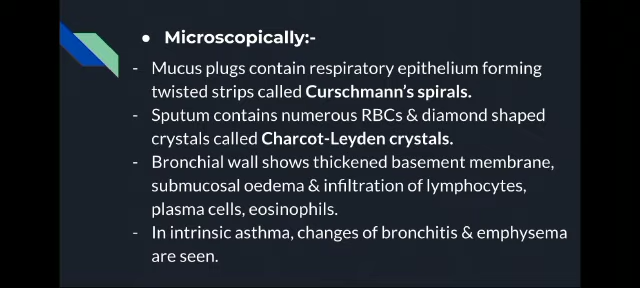 ● Microscopically:-
- Mucus plugs contain respiratory epithelium forming
twisted strips called Curschmann's spirals.
- Sputum contains numerous RBCs & diamond shaped
crystals called Charcot-Leyden crystals.
- Bronchial wall shows thickened basement membrane,
submucosal oedema & infiltration of lymphocytes,
plasma cells, eosinophils.
- In intrinsic asthma, changes of bronchitis & emphysema
are seen.